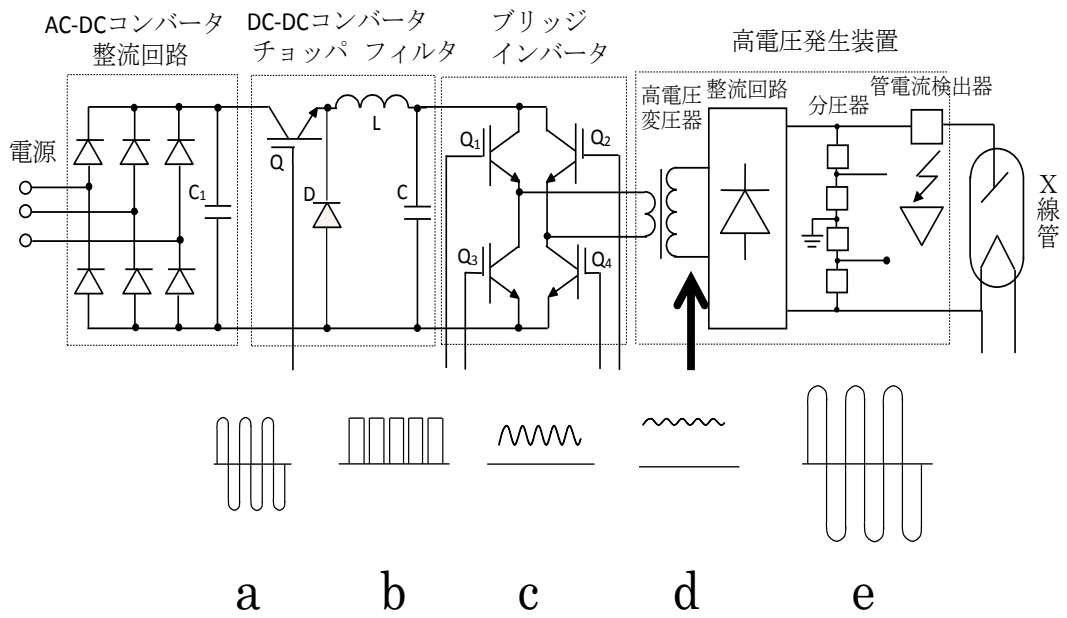 AC-DCコンバータ
整流回路
DC-DCコンバータ
チョッパ フィルタ
ブリッジ
インバータ
高電圧発生装置
高電圧
変圧器
整流回路
分圧器
管電流検出器
電源
C1
Q
L
D
C
Q1
Q2
Q3
Q4
X線管
a b c d e